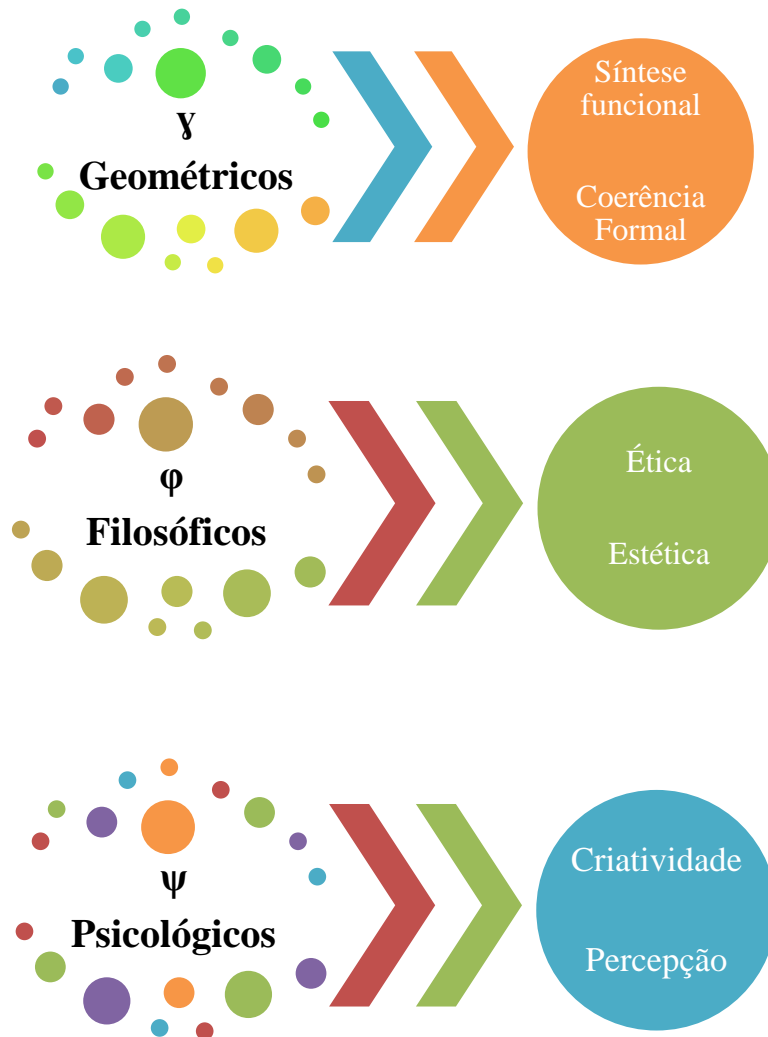 ɣ
Geométricos
Síntese
funcional
Coerência
Formal
φ
Filosóficos
Ética
Estética
ψ
Psicológicos
Criatividade
Percepção